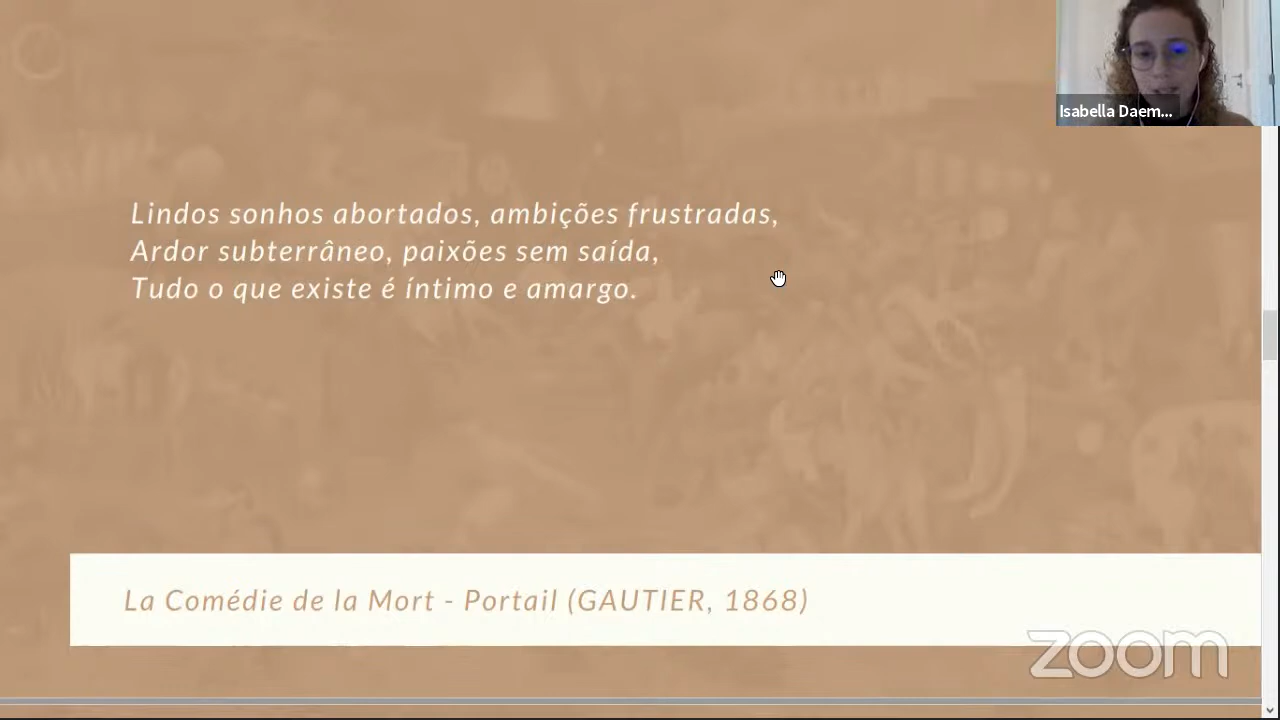 Isabella Daem...
Lindos sonhos abortados, ambições frustradas,
Ardor subterrâneo, paixões sem saída,
Tudo o que existe é íntimo e amargo.
La Comédie de la Mort - Portail (GAUTIER, 1868)
zoom